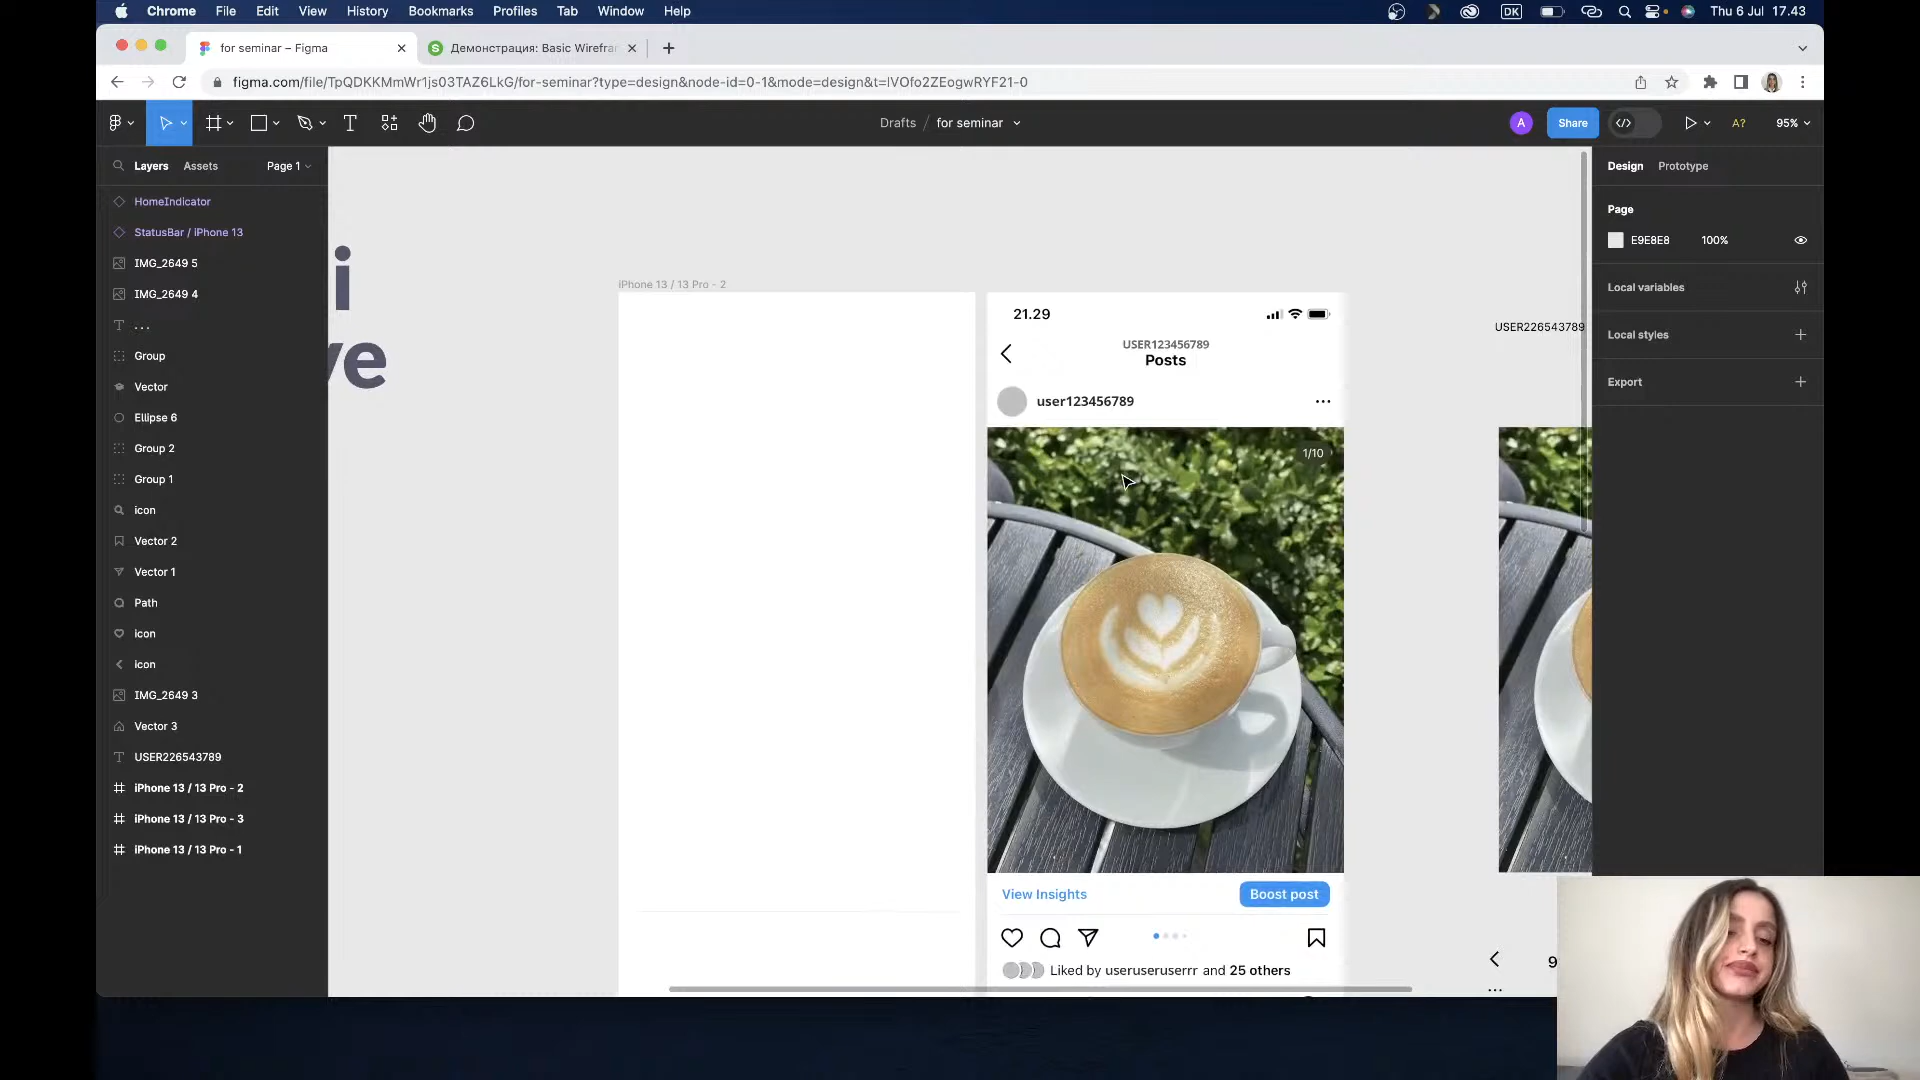 Chrome File Edit View History Bookmarks Profiles Tab Window Help
DK
Thu 6 Jul 17.43
for seminar – Figma
Демонстрация: Basic Wirefra
figma.com/file/TpQDKKMmWr1js03TAZ6LkG/for-seminar?type=design&node-id=0-1&mode=design&t=lVOfo2ZEogwRYF21-0
Drafts / for seminar
A
Share
A?
95%
Layers Assets Page 1
HomeIndicator
StatusBar / iPhone 13
IMG_2649 5
IMG_2649 4
...
Group
Vector
Ellipse 6
Group 2
Group 1
icon
Vector 2
Vector 1
Path
icon
icon
IMG_2649 3
Vector 3
USER226543789
iPhone 13 / 13 Pro - 2
iPhone 13 / 13 Pro - 3
iPhone 13 / 13 Pro - 1
i
ve
iPhone 13 / 13 Pro - 2
21.29
USER123456789
Posts
user123456789
1/10
View Insights
Boost post
Liked by useruseruserrr and 25 others
USER226543789
9
...
Design Prototype
Page
E9E8E8 100%
Local variables
Local styles
Export